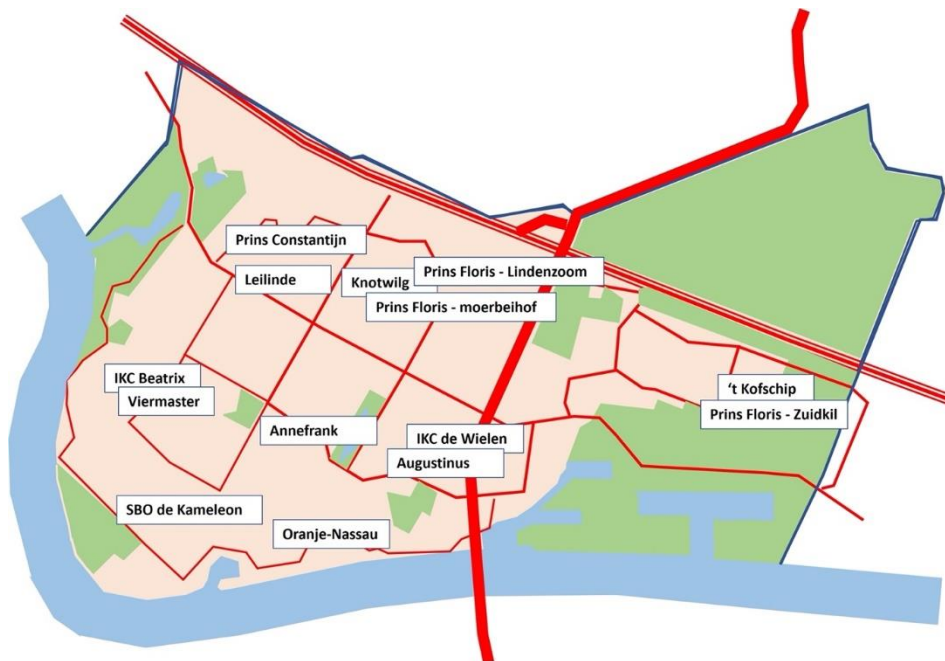 Prins Constantijn
Leilinde
Knotwilg
Prins Floris - Lindenzoom
Prins Floris - moerbeihof
IKC Beatrix
Viermaster
‘t Kofschip
Prins Floris - Zuidkil
Annefrank
IKC de Wielen
Augustinus
SBO de Kameleon
Oranje-Nassau